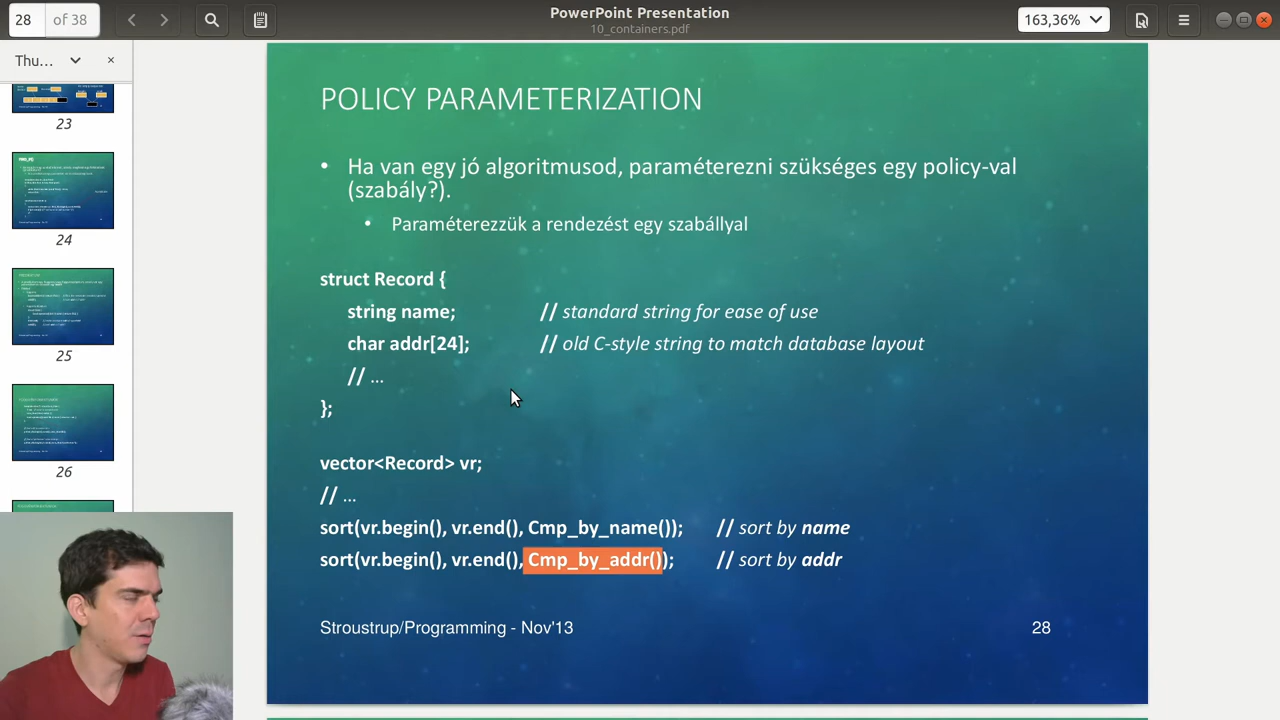 28 of 38
PowerPoint Presentation
10_containers.pdf
163,36%
Thu...
23
24
25
26
POLICY PARAMETERIZATION
• Ha van egy jó algoritmusod, paraméterezni szükséges egy policy-val
(szabály?).
• Paraméterezzük a rendezést egy szabállyal
struct Record {
string name; // standard string for ease of use
char addr[24]; // old C-style string to match database layout
// ...
};
vector<Record> vr;
// ...
sort(vr.begin(), vr.end(), Cmp_by_name()); // sort by name
sort(vr.begin(), vr.end(), Cmp_by_addr()); // sort by addr
Stroustrup/Programming - Nov'13 28